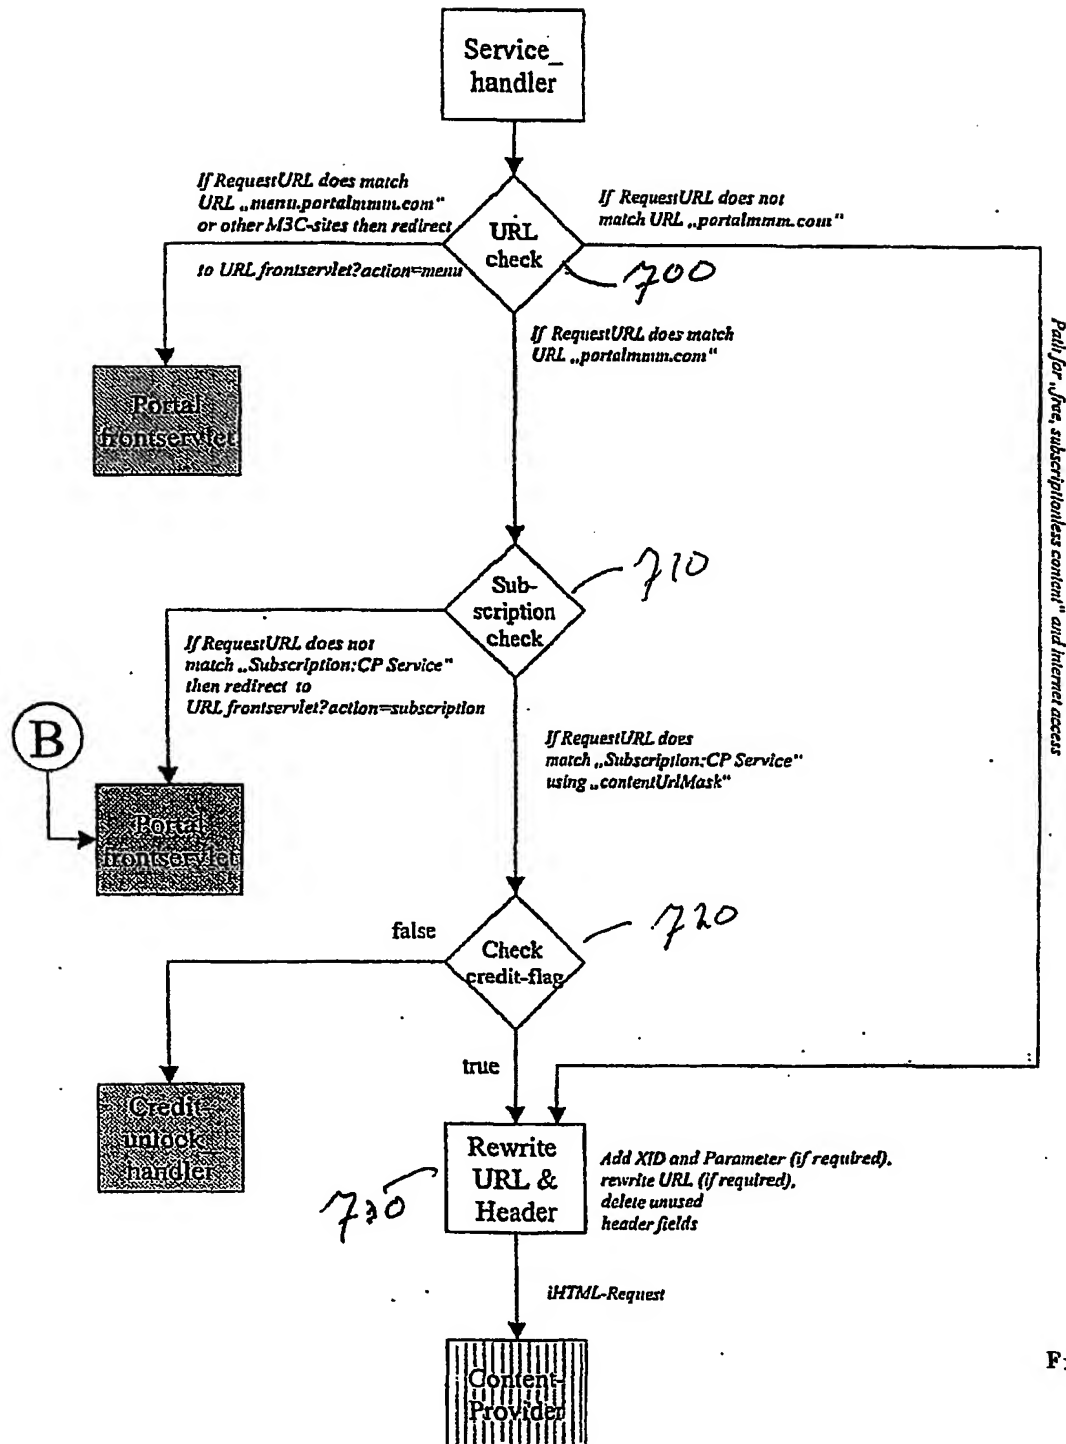 Service_
handler
If RequestURL does match
URL „menu.portalmmm.com"
or other M3C-sites then redirect
to URL frontservlet?action=menu
If RequestURL does not
match URL „portalmmm.com"
URL
check
700
If RequestURL does match
URL „portalmmm.com"
Portal
frontservlet
Path for „free, subscriptionless content" and internet access
Sub-
scription
check
710
If RequestURL does not
match „Subscription:CP Service"
then redirect to
URL frontservlet?action=subscription
B
If RequestURL does
match „Subscription:CP Service"
using „contentUrlMask"
Portal
frontservlet
false
Check
credit-flag
720
true
Credit-
unlock_
handler
Rewrite
URL &
Header
730
Add XID and Parameter (if required),
rewrite URL (if required),
delete unused
header fields
iHTML-Request
Content-
Provider